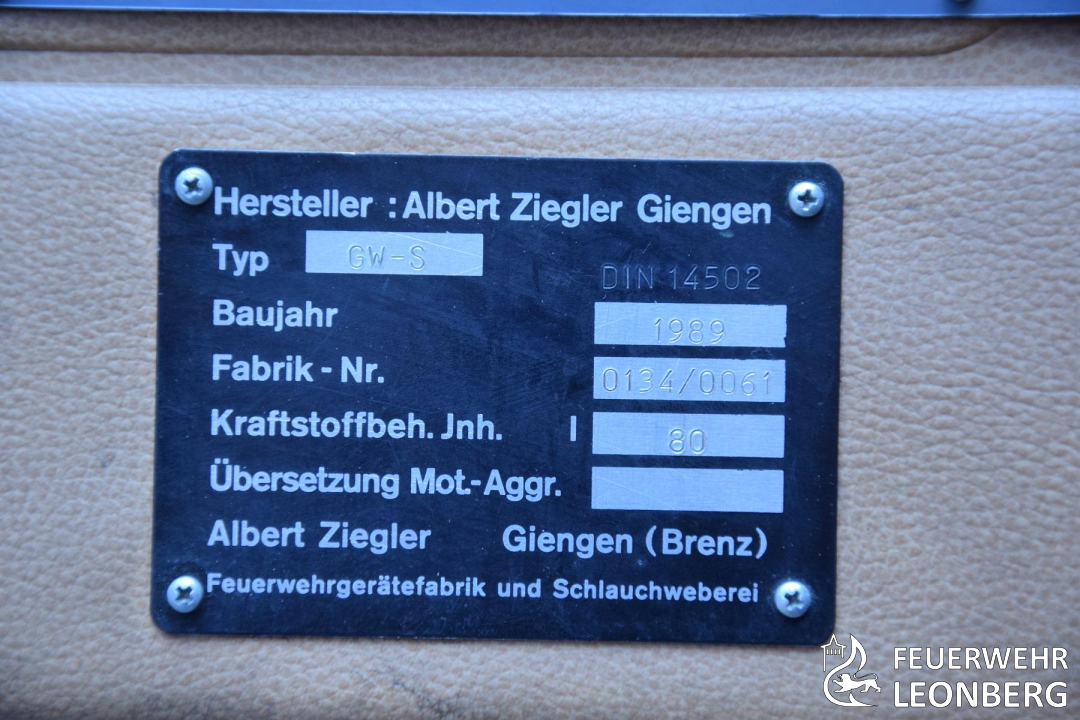 Hersteller : Albert Ziegler Giengen
Typ GW-S
DIN 14502
Baujahr 1989
Fabrik - Nr. 0134/0061
Kraftstoffbeh. Jnh. l 80
Übersetzung Mot.-Aggr.
Albert Ziegler Giengen (Brenz)
Feuerwehrgerätefabrik und Schlauchweberei
FEUERWEHR
LEONBERG